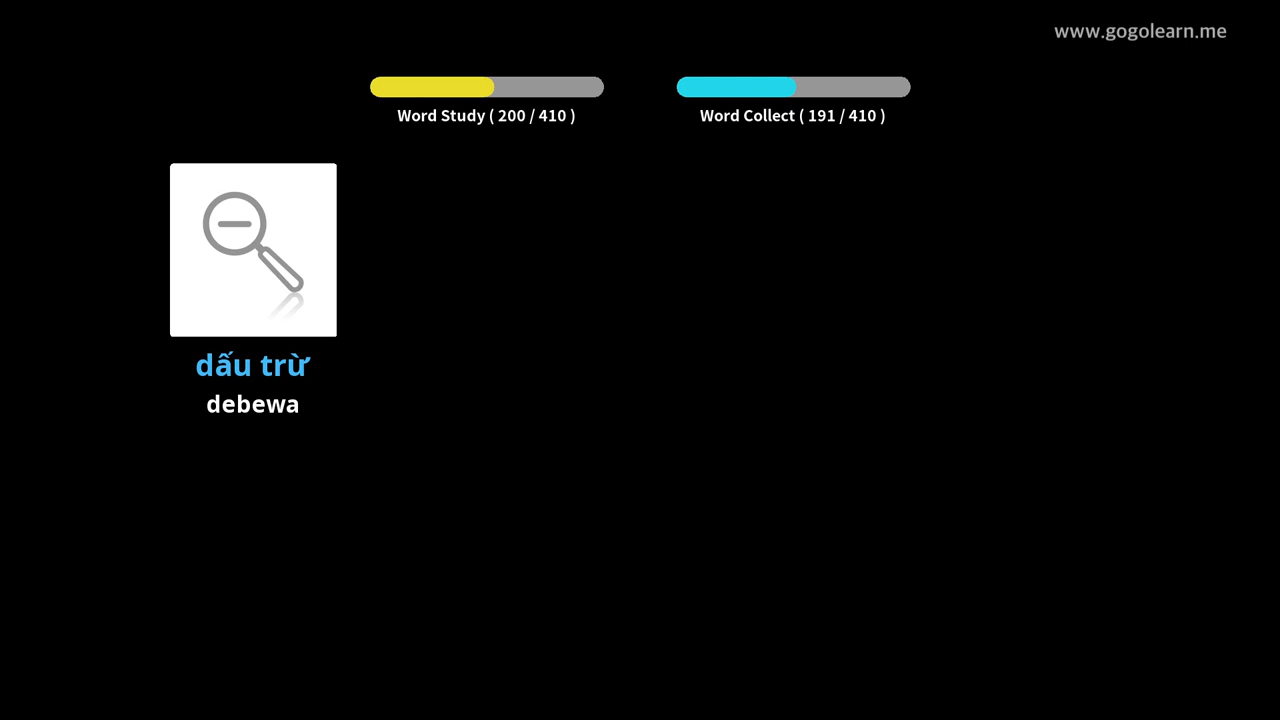 www.gogolearn.me
Word Study ( 200 / 410 )
Word Collect ( 191 / 410 )
dấu trừ
debewa